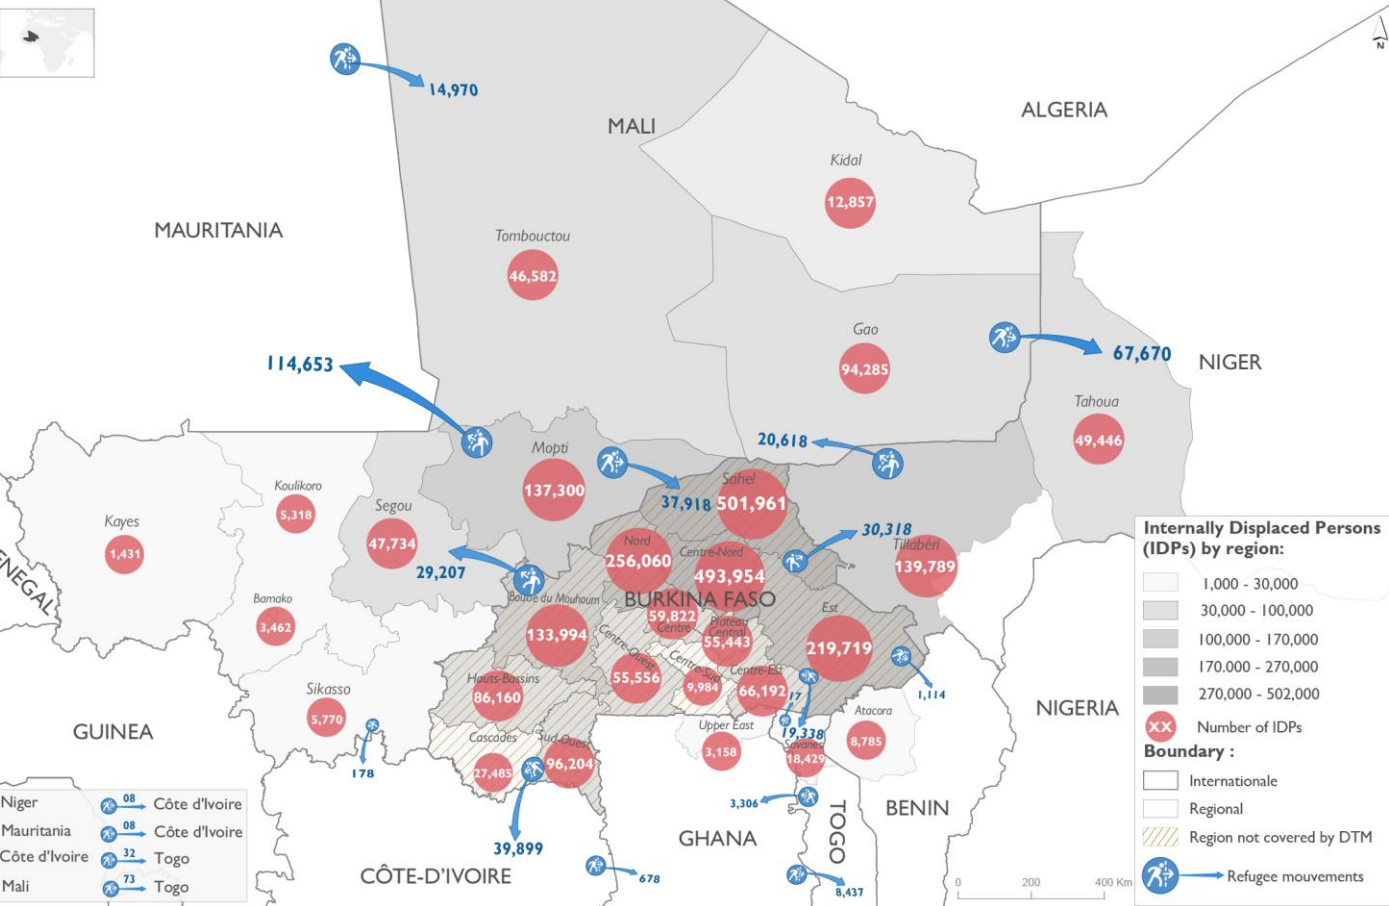 N
14,970
MALI
ALGERIA
Kidal
12,857
MAURITANIA
Tombouctou
46,582
Gao
94,285
67,670
NIGER
114,653
Tahoua
49,446
20,618
Mopti
137,300
Sahel
37,918
501,961
Koulikoro
5,318
Segou
47,734
Kayes
1,431
30,318
Tillabéri
139,789
Nord
256,060
Centre-Nord
493,954
29,207
ENEGAL
Bamako
3,462
Boucle du Mouhoum
133,994
BURKINA FASO
59,822
Centre
Plateau
Central
55,443
Est
219,719
Centre-Ouest
55,556
Centre-Sud
9,984
Centre-Est
66,192
1,114
Hauts-Bassins
86,160
Sikasso
5,770
17
19,338
GUINEA
178
Cascades
27,485
Sud-Ouest
96,204
Upper East
3,158
Savanes
18,429
Atacora
8,785
NIGERIA
3,306
BENIN
TOGO
GHANA
39,899
CÔTE-D'IVOIRE
678
8,437
Niger 08 Côte d'Ivoire
Mauritania 08 Côte d'Ivoire
Côte d'Ivoire 32 Togo
Mali 73 Togo
0 200 400 Km
Internally Displaced Persons
(IDPs) by region:
1,000 - 30,000
30,000 - 100,000
100,000 - 170,000
170.000 - 270,000
270,000 - 502,000
XX Number of IDPs
Boundary :
Internationale
Regional
Region not covered by DTM
Refugee mouvements